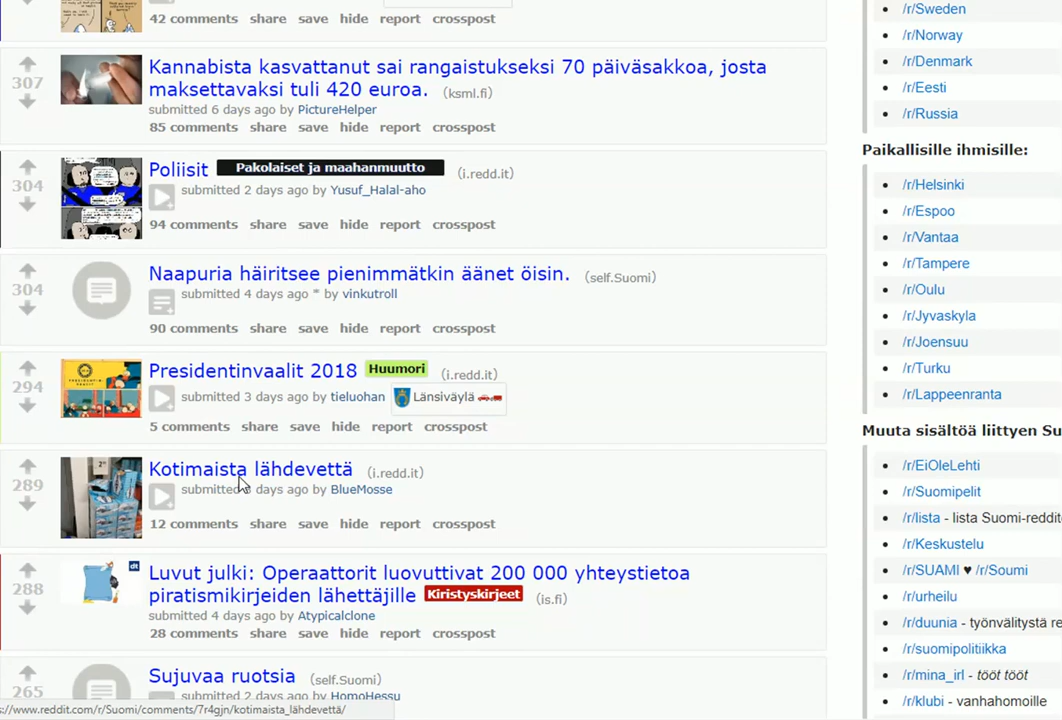 42 comments share save hide report crosspost
307
Kannabista kasvattanut sai rangaistukseksi 70 päiväsakkoa, josta
maksettavaksi tuli 420 euroa. (ksml.fi)
submitted 6 days ago by PictureHelper
85 comments share save hide report crosspost
304
Poliisit Pakolaiset ja maahanmuutto (i.redd.it)
submitted 2 days ago by Yusuf_Halal-aho
94 comments share save hide report crosspost
304
Naapuria häiritsee pienimmätkin äänet öisin. (self.Suomi)
submitted 4 days ago * by vinkutroll
90 comments share save hide report crosspost
294
Presidentinvaalit 2018 Huumori (i.redd.it)
submitted 3 days ago by tieluohan Länsiväylä
5 comments share save hide report crosspost
289
Kotimaista lähdevettä (i.redd.it)
submitted days ago by BlueMosse
12 comments share save hide report crosspost
288
dt
Luvut julki: Operaattorit luovuttivat 200 000 yhteystietoa
piratismikirjeiden lähettäjille Kiristyskirjeet (is.fi)
submitted 4 days ago by Atypicalclone
28 comments share save hide report crosspost
265
Sujuvaa ruotsia (self.Suomi)
submitted 2 days ago by HomoHessu
s://www.reddit.com/r/Suomi/comments/7r4gjn/kotimaista_lähdevettä/
/r/Sweden
/r/Norway
/r/Denmark
/r/Eesti
/r/Russia
Paikallisille ihmisille:
/r/Helsinki
/r/Espoo
/r/Vantaa
/r/Tampere
/r/Oulu
/r/Jyvaskyla
/r/Joensuu
/r/Turku
/r/Lappeenranta
Muuta sisältöä liittyen Su
/r/EiOleLehti
/r/Suomipelit
/r/lista - lista Suomi-reddit
/r/Keskustelu
/r/SUAMI ♥ /r/Suomi
/r/urheilu
/r/duunia - työnvälitystä re
/r/suomipolitiikka
/r/mina_irl - tööt tööt
/r/klubi - vanhahomoille